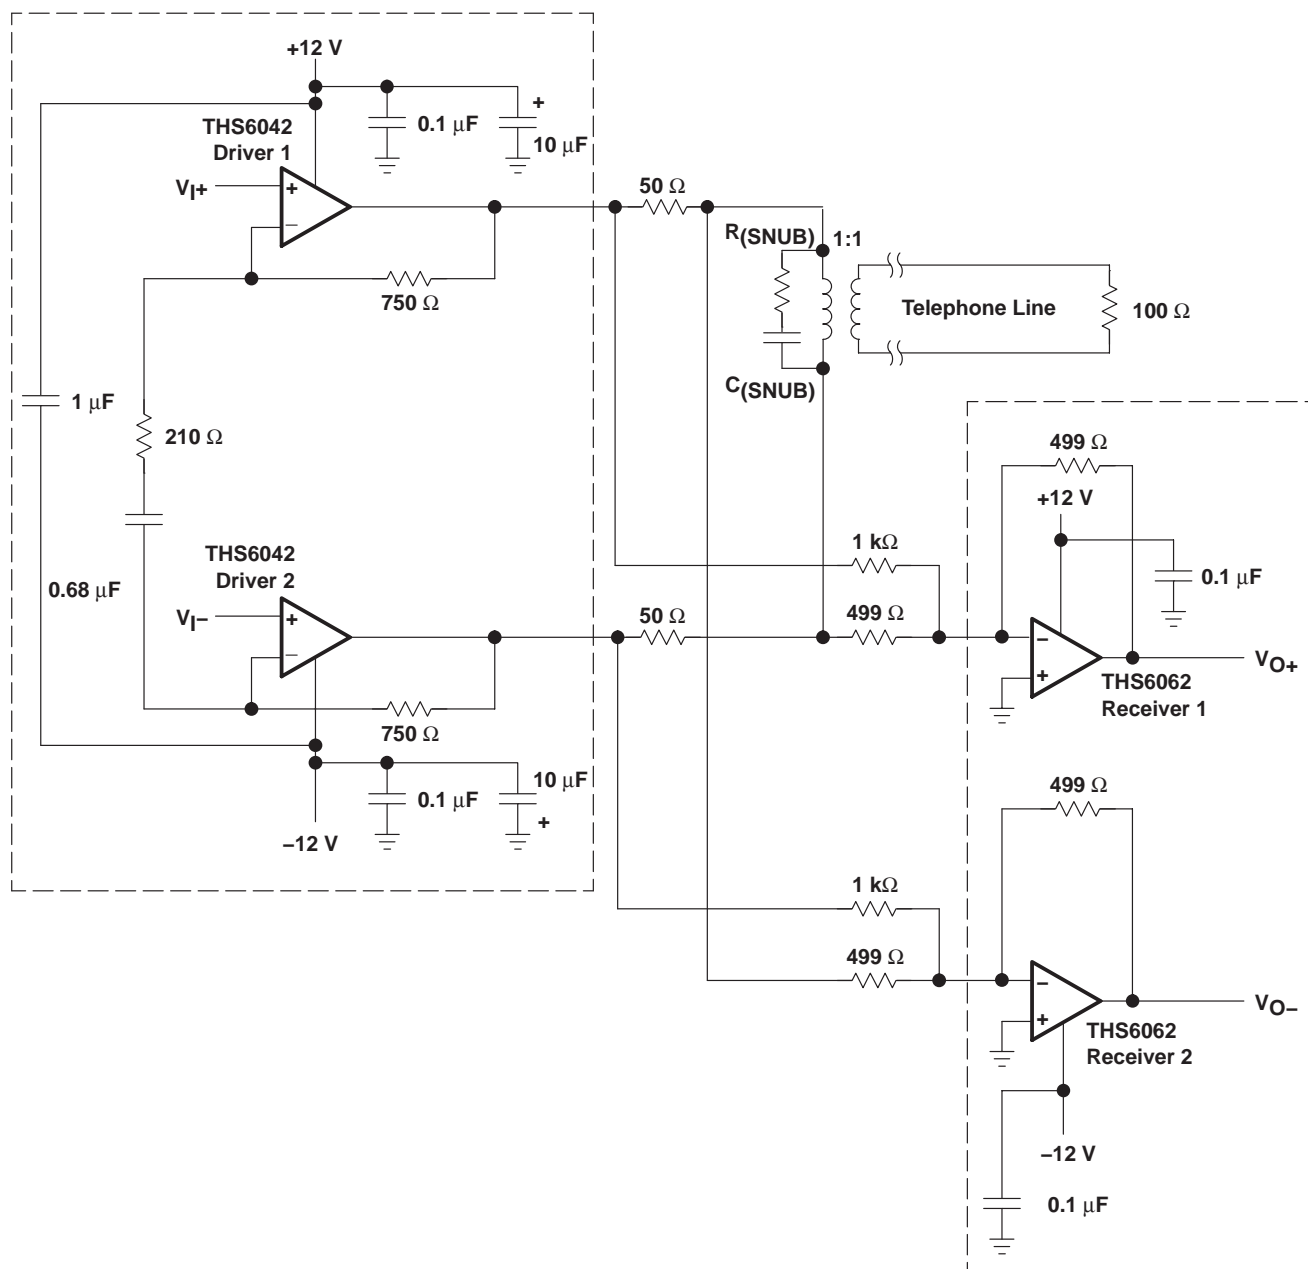 +12 V
THS6042
Driver 1
0.1 µF
+
10 µF
VI+
+
−
750 Ω
50 Ω
R(SNUB)
1:1
Telephone Line
100 Ω
C(SNUB)
1 µF
210 Ω
0.68 µF
THS6042
Driver 2
VI−
+
−
750 Ω
50 Ω
1 kΩ
499 Ω
499 Ω
+12 V
0.1 µF
−
+
THS6062
Receiver 1
VO+
−12 V
0.1 µF
10 µF
+
1 kΩ
499 Ω
499 Ω
−
+
THS6062
Receiver 2
VO−
−12 V
0.1 µF